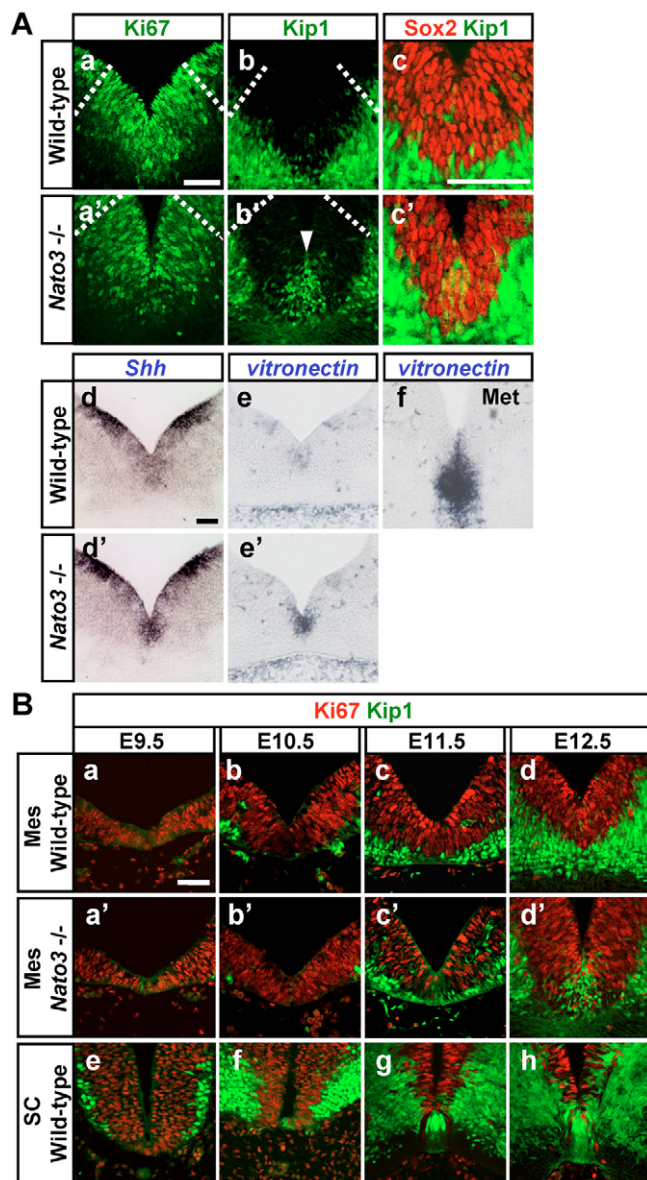 A
Ki67 Kip1 Sox2 Kip1
Wild-type
a b c
Nato3 -/-
a' b' c'
Shh vitronectin vitronectin
Wild-type
d e f Met
Nato3 -/-
d' e'
B
Ki67 Kip1
E9.5 E10.5 E11.5 E12.5
Mes
Wild-type
a b c d
Mes
Nato3 -/-
a' b' c' d'
SC
Wild-type
e f g h